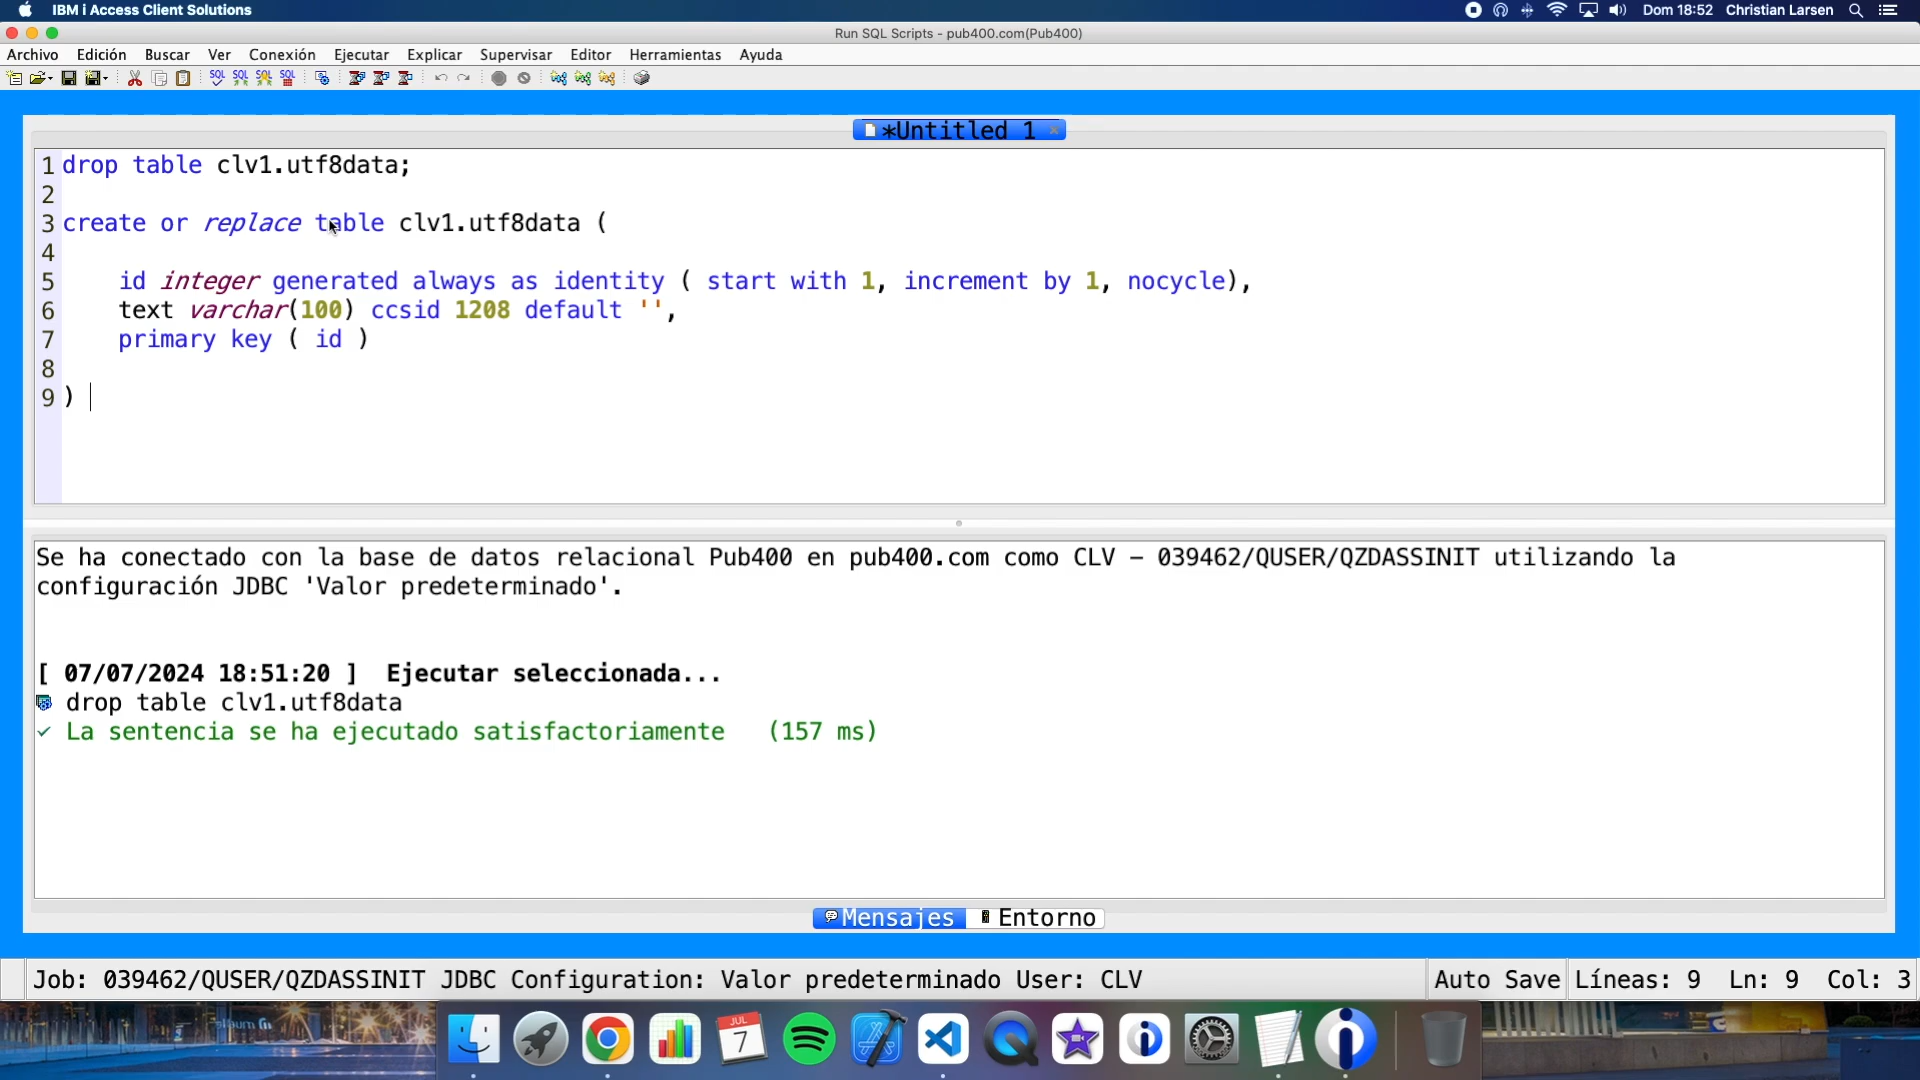 IBM i Access Client Solutions Dom 18:52 Christian Larsen
Run SQL Scripts - pub400.com(Pub400)
Archivo Edición Buscar Ver Conexión Ejecutar Explicar Supervisar Editor Herramientas Ayuda
SQL SQL SQL SQL
*Untitled 1
1 drop table clv1.utf8data;
2
3 create or replace table clv1.utf8data (
4
5 id integer generated always as identity ( start with 1, increment by 1, nocycle),
6 text varchar(100) ccsid 1208 default '',
7 primary key ( id )
8
9 )
Se ha conectado con la base de datos relacional Pub400 en pub400.com como CLV – 039462/QUSER/QZDASSINIT utilizando la
configuración JDBC 'Valor predeterminado'.
[ 07/07/2024 18:51:20 ] Ejecutar seleccionada...
drop table clv1.utf8data
La sentencia se ha ejecutado satisfactoriamente (157 ms)
Mensajes Entorno
Job: 039462/QUSER/QZDASSINIT JDBC Configuration: Valor predeterminado User: CLV Auto Save Líneas: 9 Ln: 9 Col: 3
JUL
7